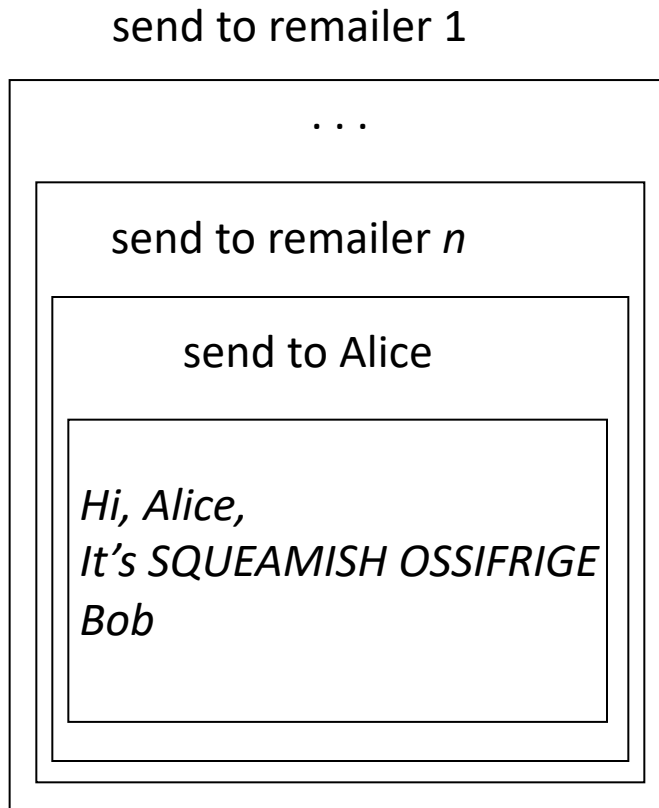 send to remailer 1
. . .
send to remailer n
send to Alice
Hi, Alice,
It’s SQUEAMISH OSSIFRIGE
Bob